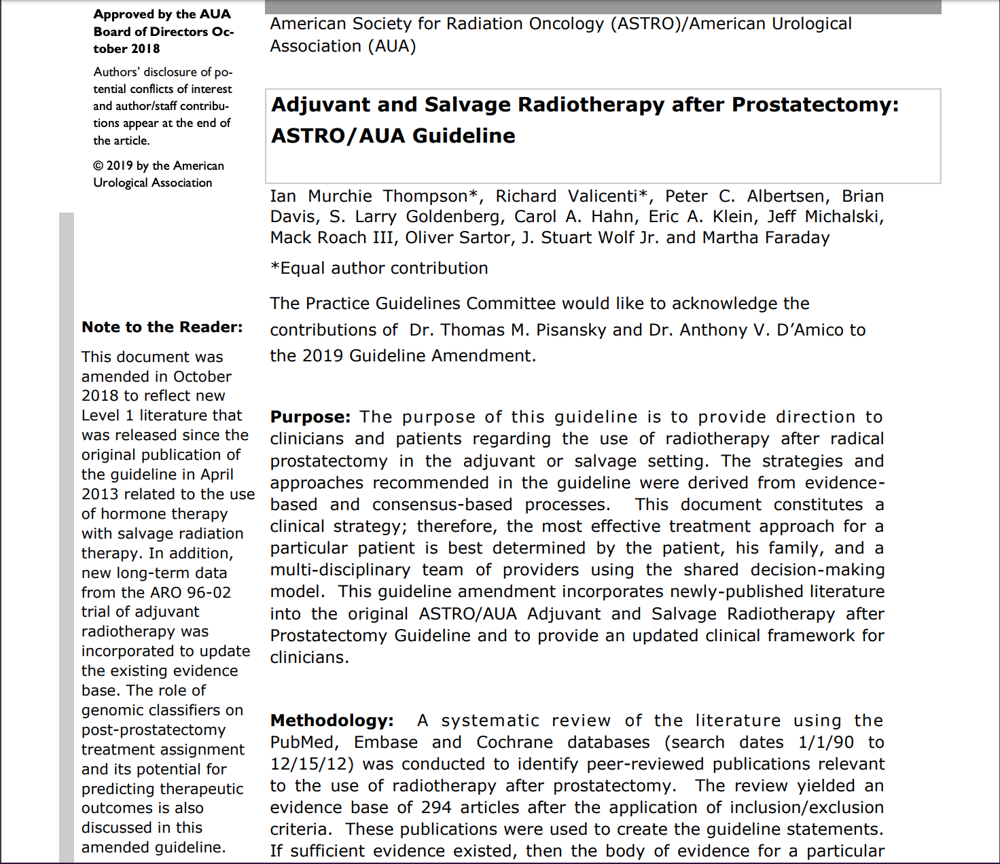 Approved by the AUA
Board of Directors Oc-
tober 2018
Authors’ disclosure of po-
tential conflicts of interest
and author/staff contribu-
tions appear at the end of
the article.
© 2019 by the American
Urological Association
Note to the Reader:
This document was
amended in October
2018 to reflect new
Level 1 literature that
was released since the
original publication of
the guideline in April
2013 related to the use
of hormone therapy
with salvage radiation
therapy. In addition,
new long-term data
from the ARO 96-02
trial of adjuvant
radiotherapy was
incorporated to update
the existing evidence
base. The role of
genomic classifiers on
post-prostatectomy
treatment assignment
and its potential for
predicting therapeutic
outcomes is also
discussed in this
amended guideline.
American Society for Radiation Oncology (ASTRO)/American Urological
Association (AUA)
Adjuvant and Salvage Radiotherapy after Prostatectomy:
ASTRO/AUA Guideline
Ian Murchie Thompson*, Richard Valicenti*, Peter C. Albertsen, Brian
Davis, S. Larry Goldenberg, Carol A. Hahn, Eric A. Klein, Jeff Michalski,
Mack Roach III, Oliver Sartor, J. Stuart Wolf Jr. and Martha Faraday
*Equal author contribution
The Practice Guidelines Committee would like to acknowledge the
contributions of Dr. Thomas M. Pisansky and Dr. Anthony V. D’Amico to
the 2019 Guideline Amendment.
Purpose: The purpose of this guideline is to provide direction to
clinicians and patients regarding the use of radiotherapy after radical
prostatectomy in the adjuvant or salvage setting. The strategies and
approaches recommended in the guideline were derived from evidence-
based and consensus-based processes. This document constitutes a
clinical strategy; therefore, the most effective treatment approach for a
particular patient is best determined by the patient, his family, and a
multi-disciplinary team of providers using the shared decision-making
model. This guideline amendment incorporates newly-published literature
into the original ASTRO/AUA Adjuvant and Salvage Radiotherapy after
Prostatectomy Guideline and to provide an updated clinical framework for
clinicians.
Methodology: A systematic review of the literature using the
PubMed, Embase and Cochrane databases (search dates 1/1/90 to
12/15/12) was conducted to identify peer-reviewed publications relevant
to the use of radiotherapy after prostatectomy. The review yielded an
evidence base of 294 articles after the application of inclusion/exclusion
criteria. These publications were used to create the guideline statements.
If sufficient evidence existed, then the body of evidence for a particular